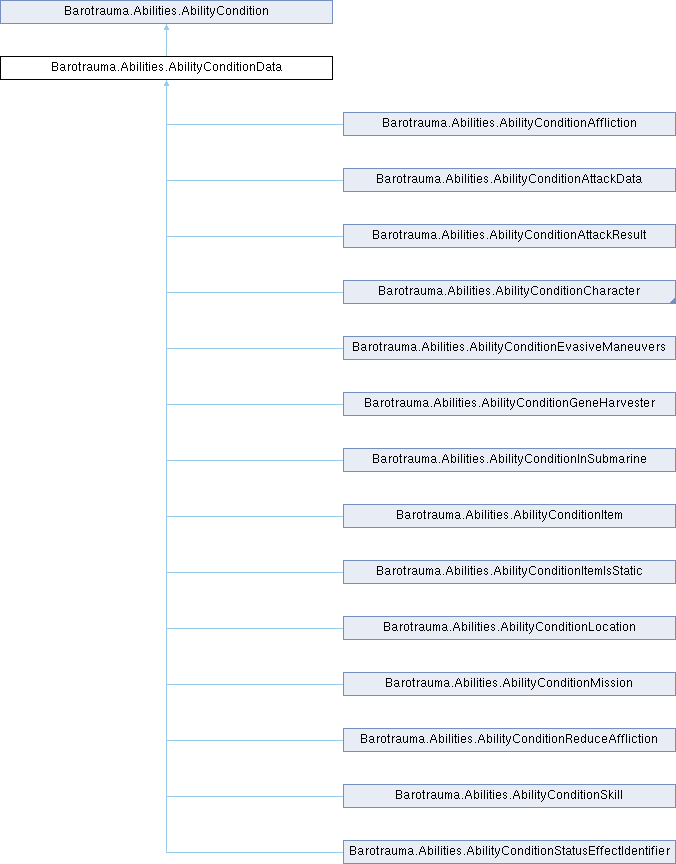 Barotrauma.Abilities.AbilityCondition
Barotrauma.Abilities.AbilityConditionData
Barotrauma.Abilities.AbilityConditionAffliction
Barotrauma.Abilities.AbilityConditionAttackData
Barotrauma.Abilities.AbilityConditionAttackResult
Barotrauma.Abilities.AbilityConditionCharacter
Barotrauma.Abilities.AbilityConditionEvasiveManeuvers
Barotrauma.Abilities.AbilityConditionGeneHarvester
Barotrauma.Abilities.AbilityConditionInSubmarine
Barotrauma.Abilities.AbilityConditionItem
Barotrauma.Abilities.AbilityConditionItemIsStatic
Barotrauma.Abilities.AbilityConditionLocation
Barotrauma.Abilities.AbilityConditionMission
Barotrauma.Abilities.AbilityConditionReduceAffliction
Barotrauma.Abilities.AbilityConditionSkill
Barotrauma.Abilities.AbilityConditionStatusEffectIdentifier